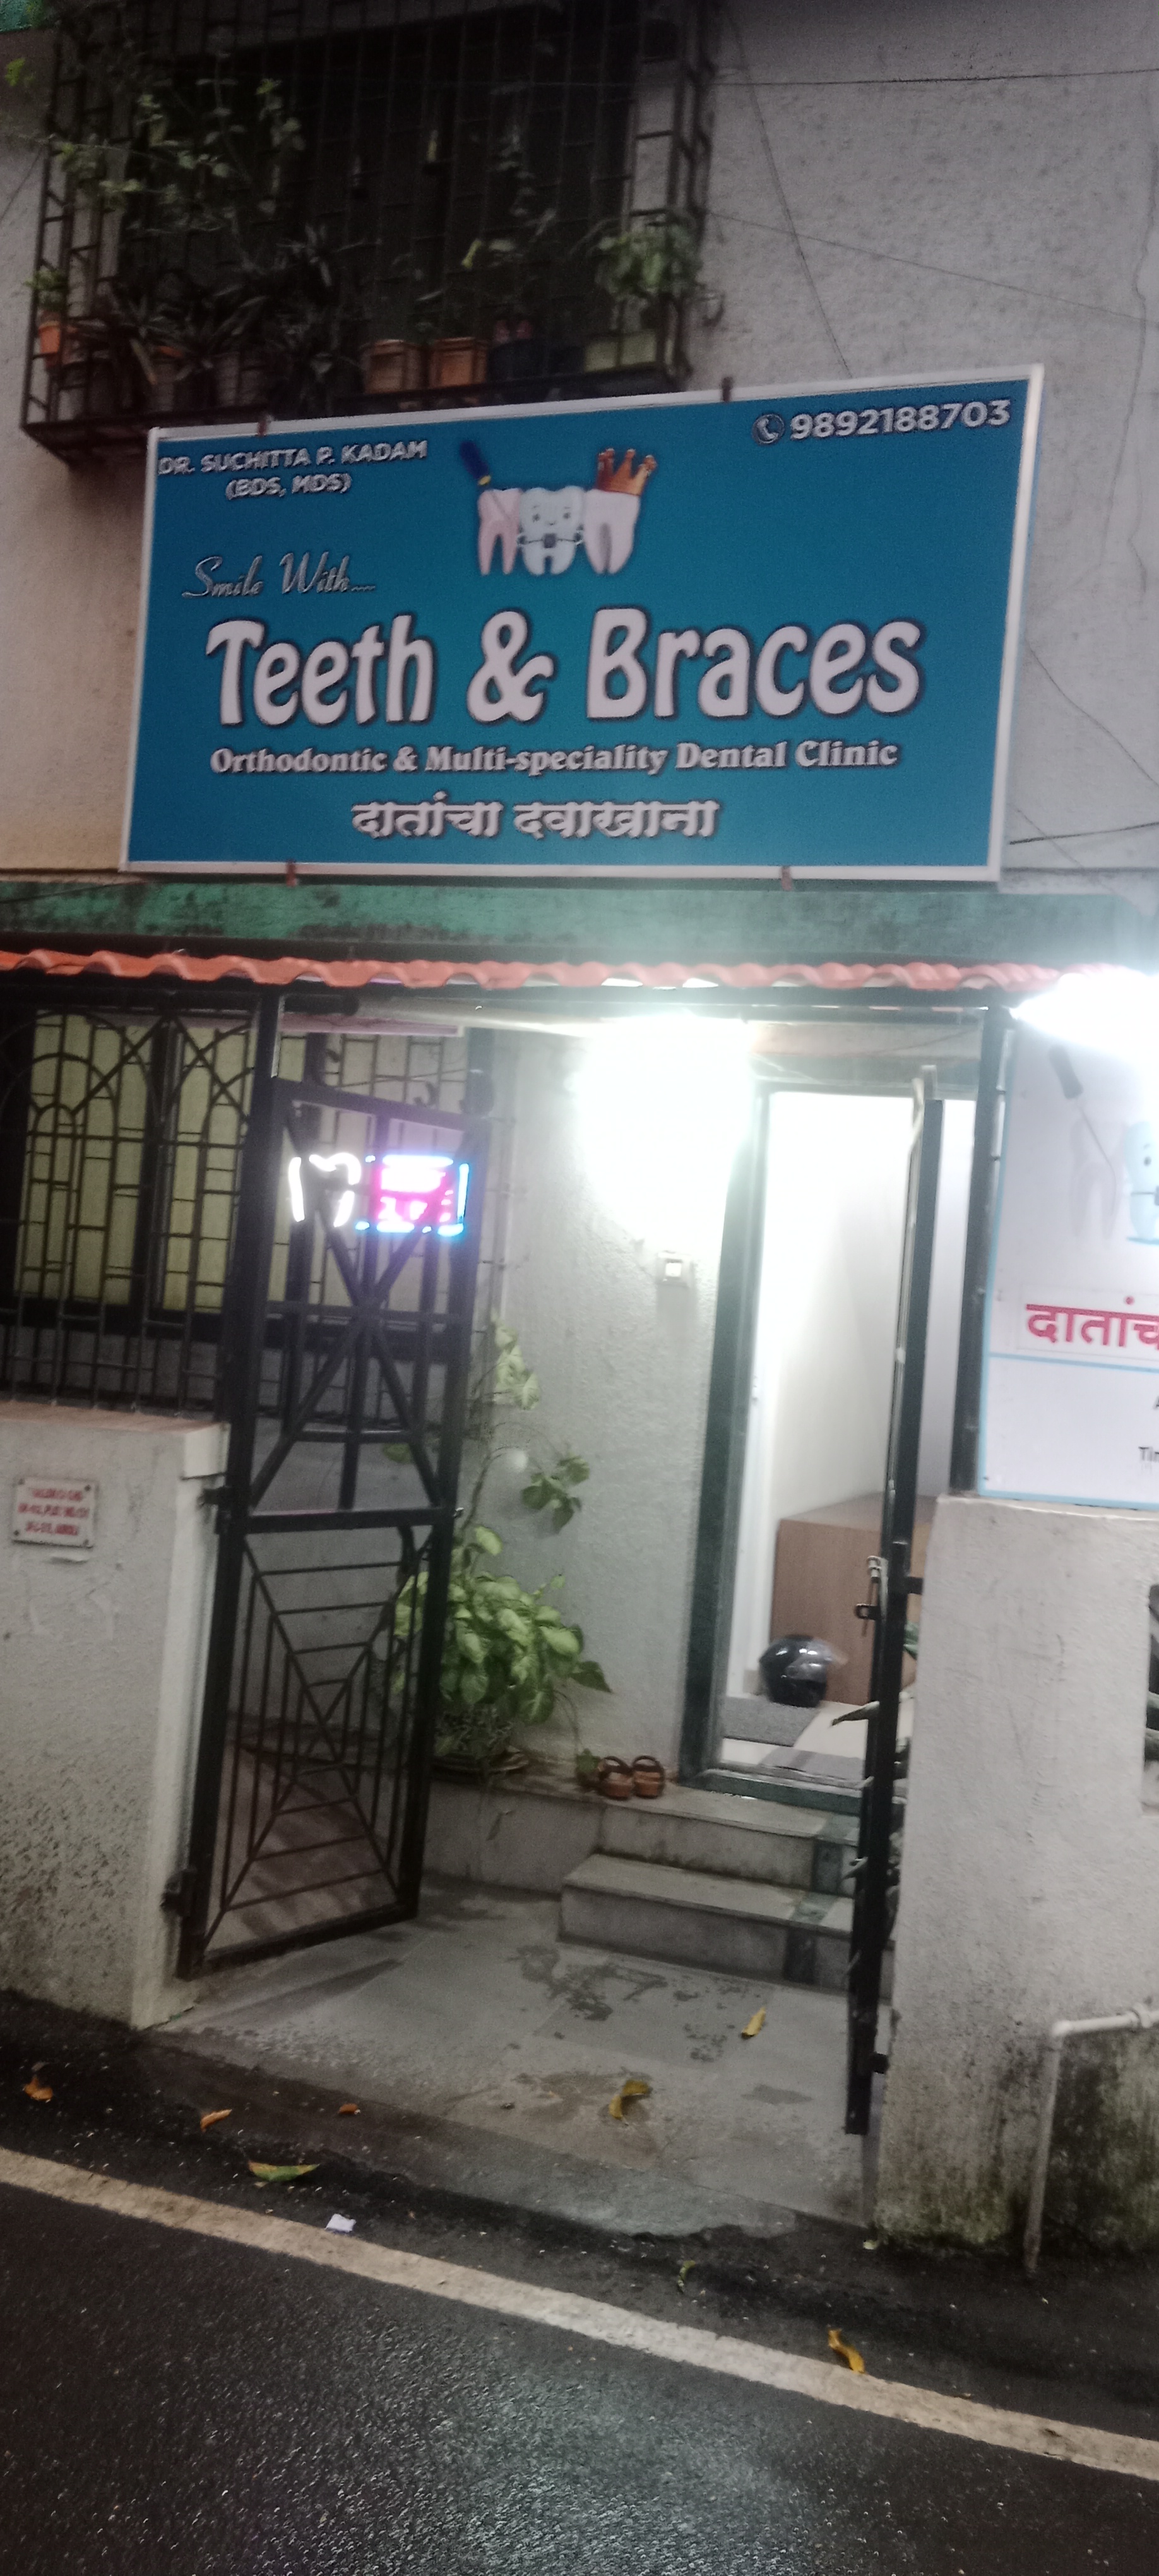 DR. SUCHITTA P. KADAM
(BDS, MDS)
9892188703
Smile With....
Teeth & Braces
Orthodontic & Multi-speciality Dental Clinic
दातांचा दवाखाना